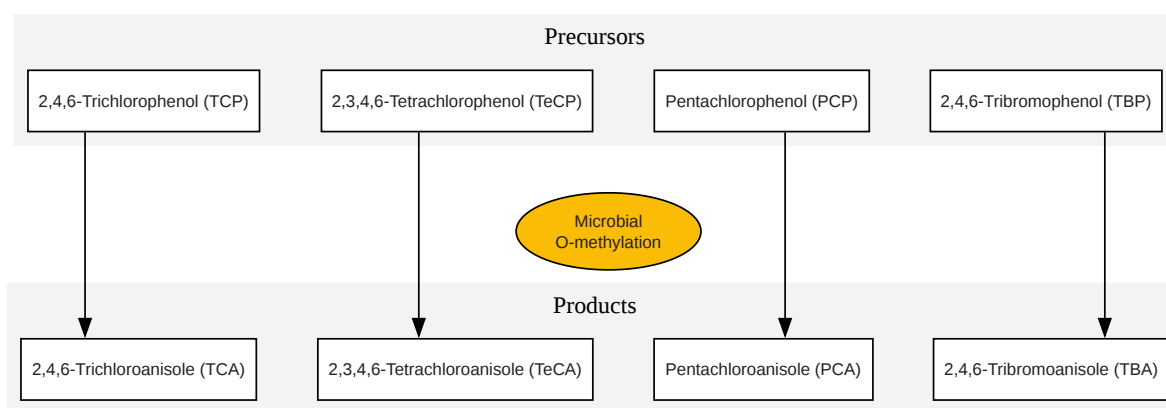 Precursors
2,4,6-Trichlorophenol (TCP)
2,3,4,6-Tetrachlorophenol (TeCP)
Pentachlorophenol (PCP)
2,4,6-Tribromophenol (TBP)
Microbial
O-methylation
Products
2,4,6-Trichloroanisole (TCA)
2,3,4,6-Tetrachloroanisole (TeCA)
Pentachloroanisole (PCA)
2,4,6-Tribromoanisole (TBA)